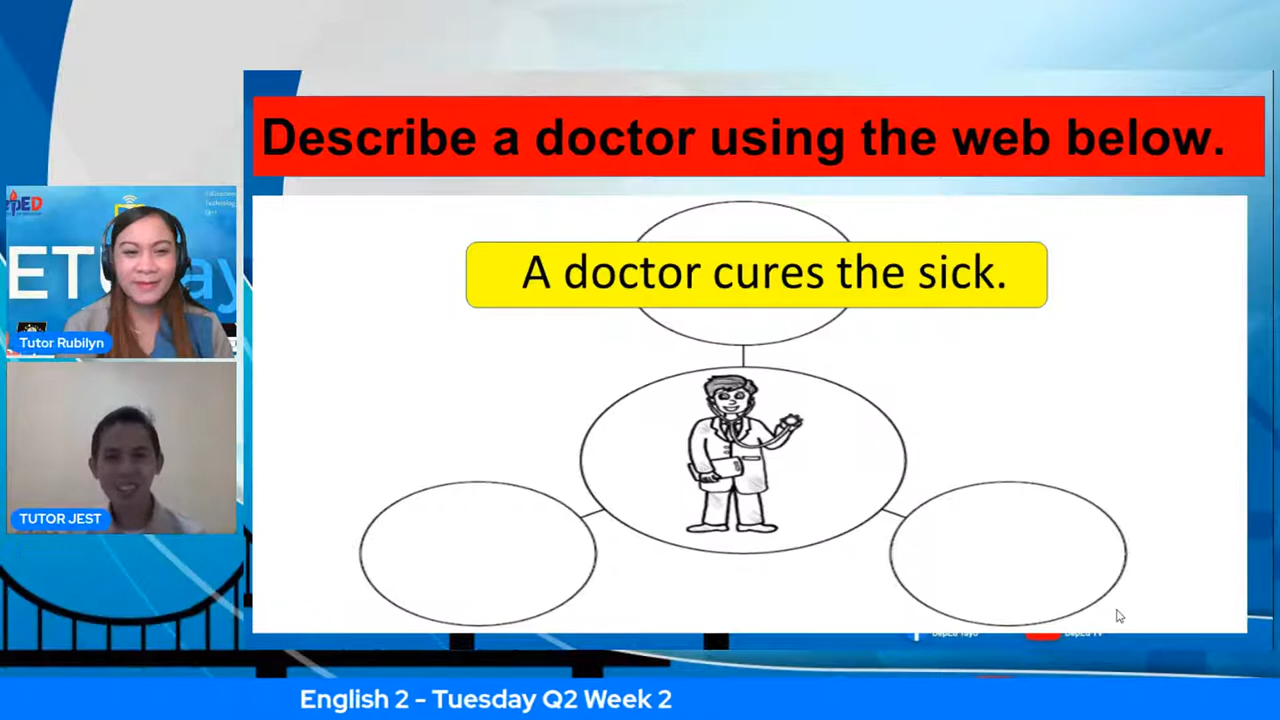 Describe a doctor using the web below.
A doctor cures the sick.
Tutor Rubilyn
TUTOR JEST
English 2 - Tuesday Q2 Week 2